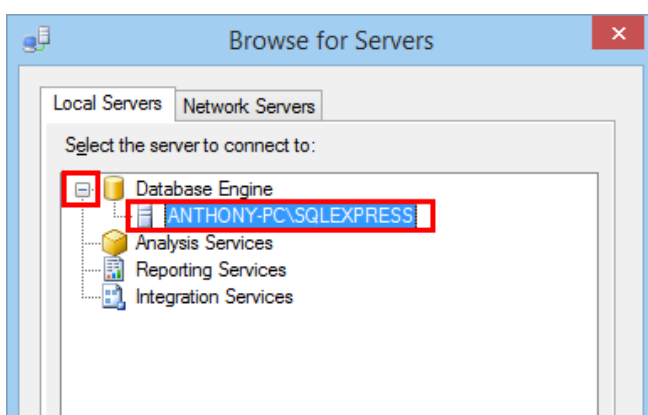 Browse for Servers
Local Servers Network Servers
Select the server to connect to:
Database Engine
ANTHONY-PC\SQLEXPRESS
Analysis Services
Reporting Services
Integration Services